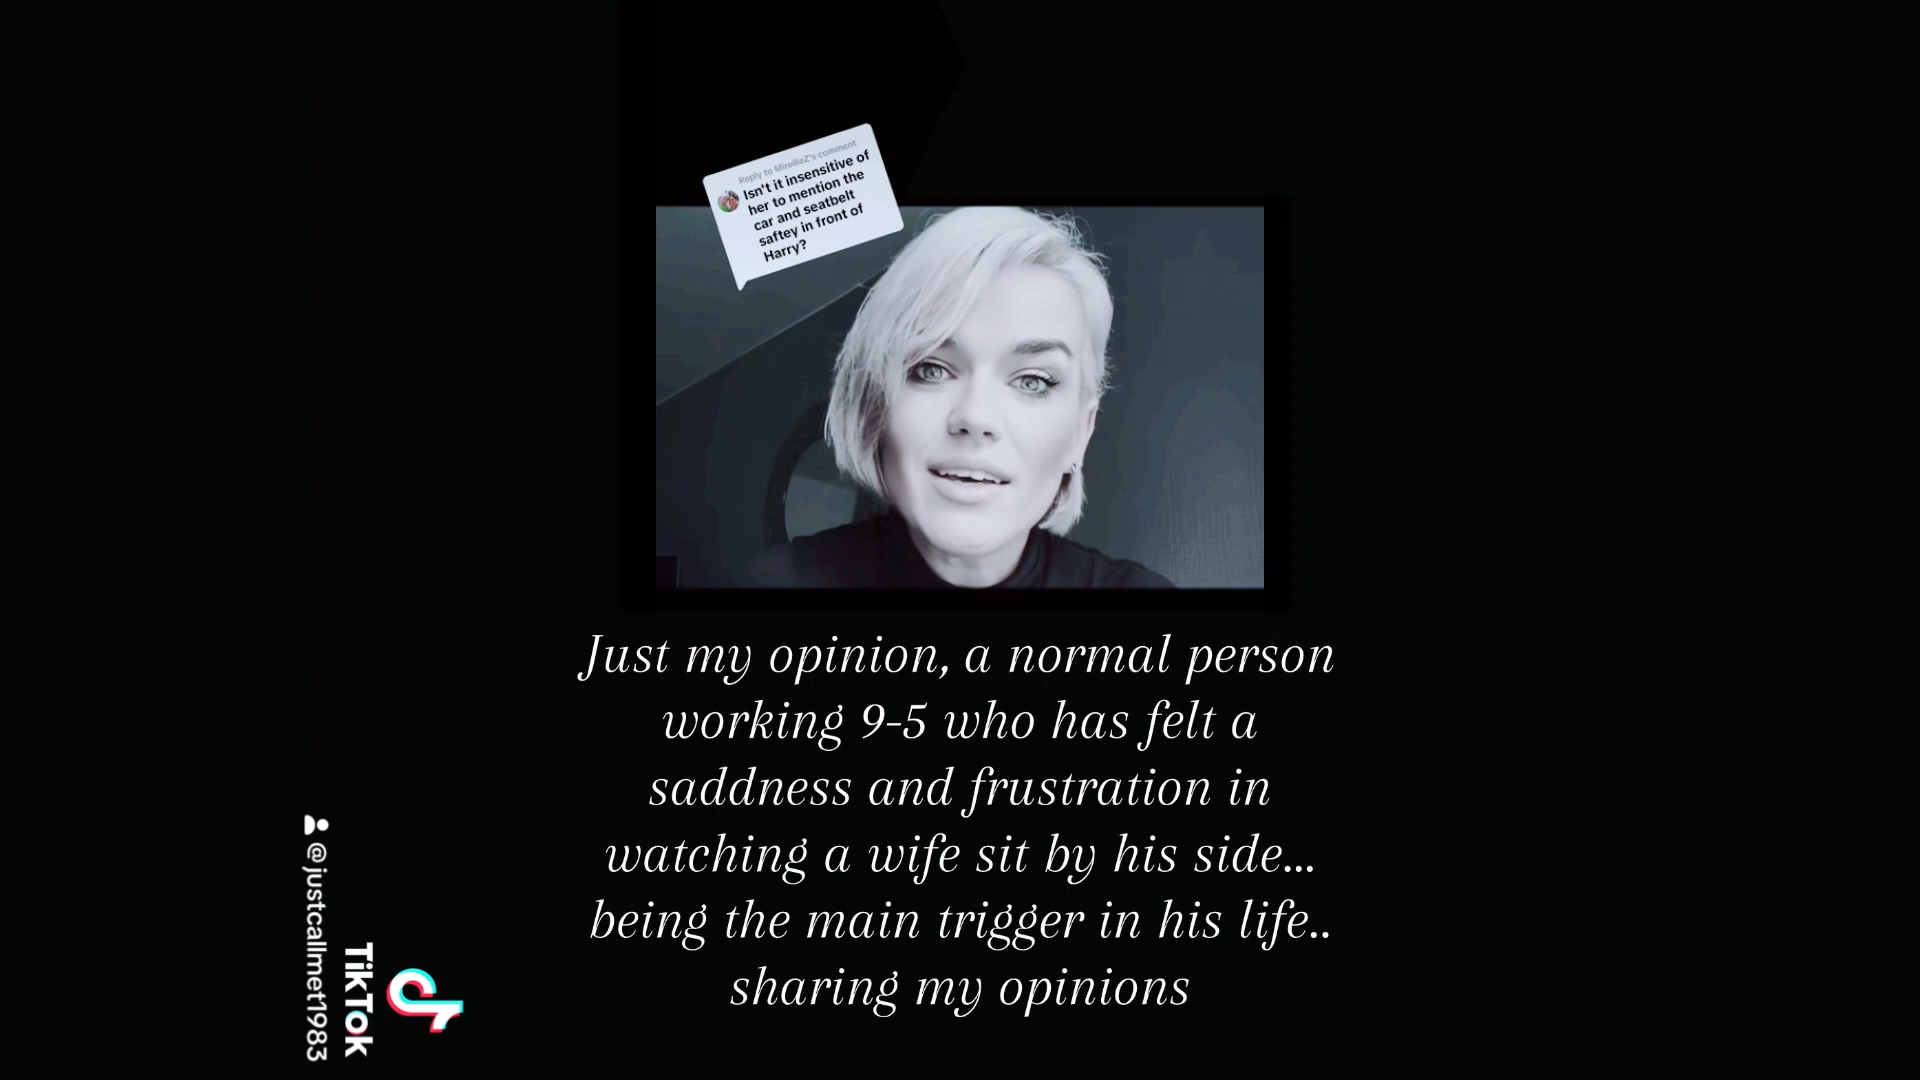 Reply to MireilleZ's comment
Isn't it insensitive of
her to mention the
car and seatbelt
saftey in front of
Harry?
Just my opinion, a normal person
working 9-5 who has felt a
saddness and frustration in
watching a wife sit by his side...
being the main trigger in his life..
sharing my opinions
TikTok
@justcallmet1983